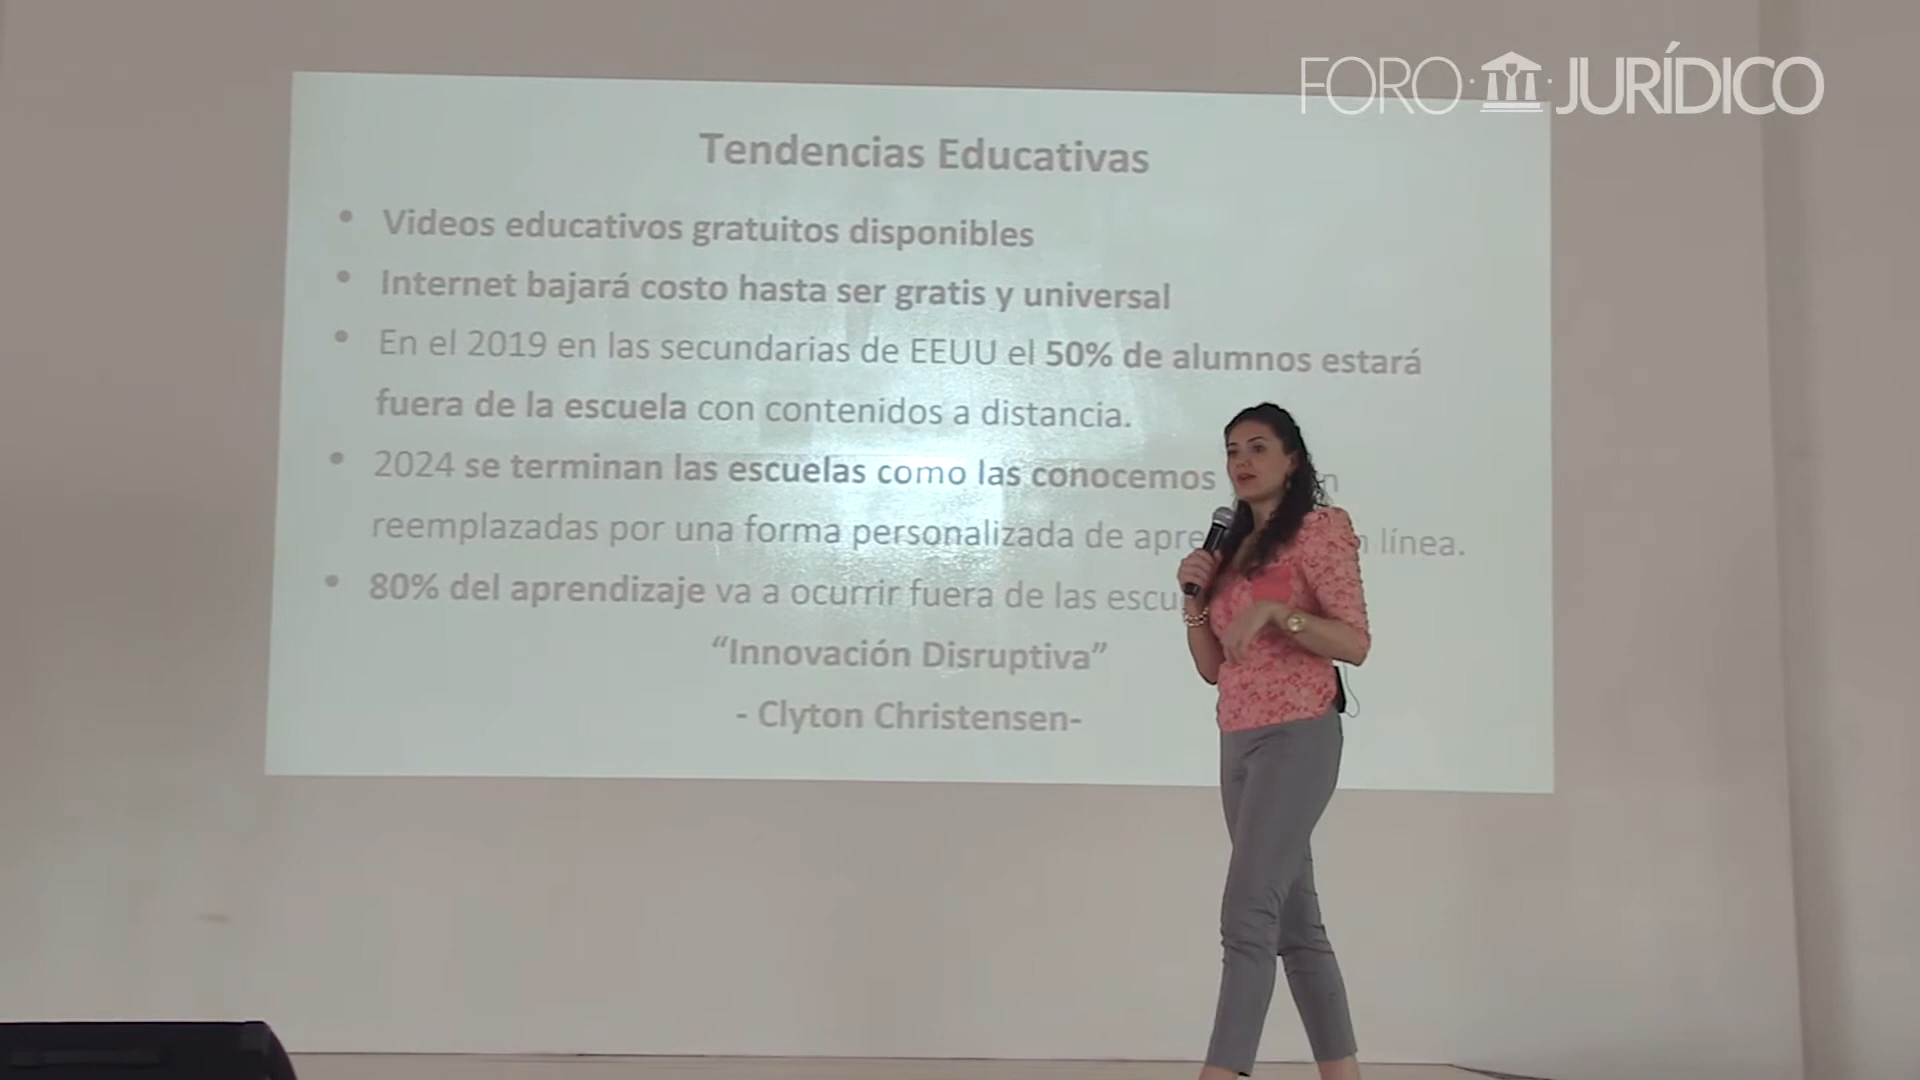 FORO JURÍDICO
Tendencias Educativas
• Videos educativos gratuitos disponibles
• Internet bajará costo hasta ser gratis y universal
• En el 2019 en las secundarias de EEUU el 50% de alumnos estará
fuera de la escuela con contenidos a distancia.
• 2024 se terminan las escuelas como las conocemos
reemplazadas por una forma personalizada de línea.
• 80% del aprendizaje va a ocurrir fuera de las
“Innovación Disruptiva”
- Clyton Christensen-